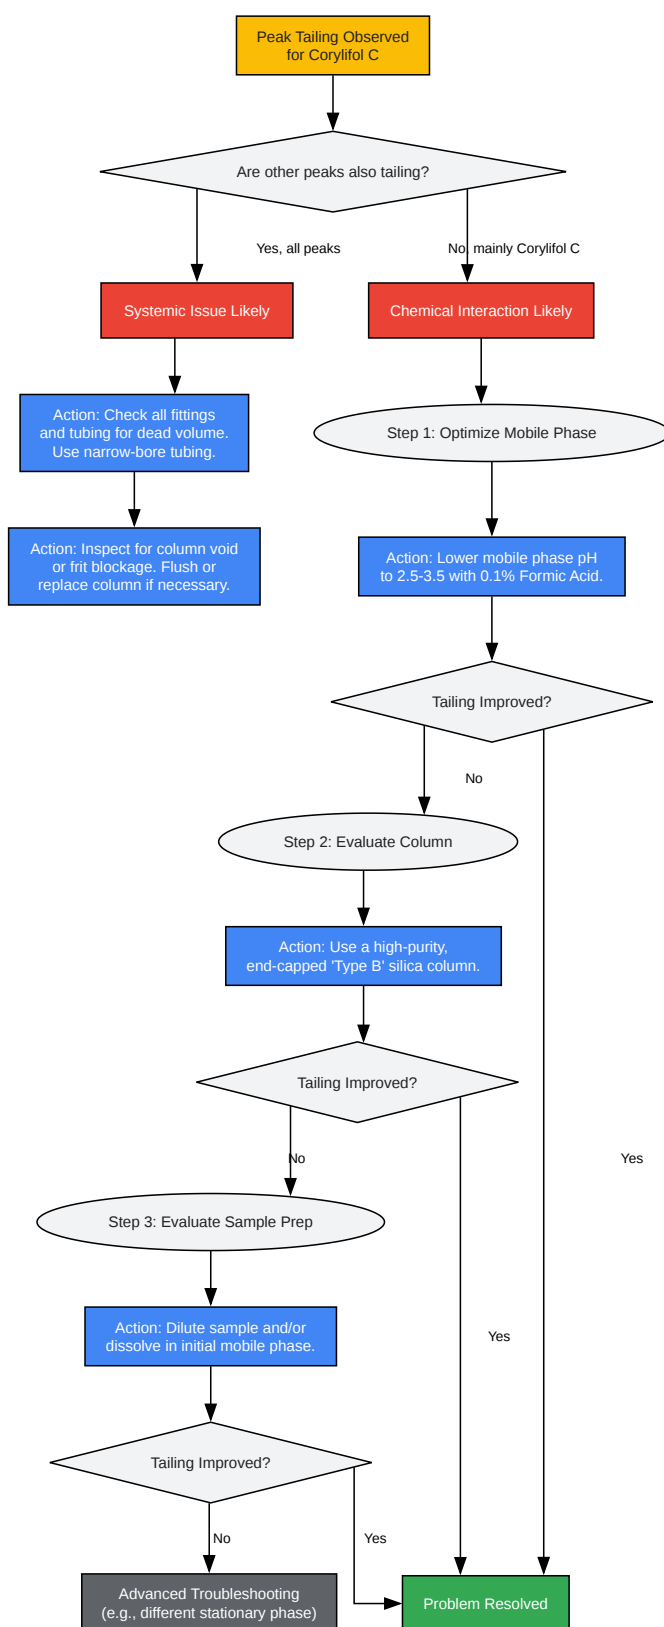 Peak Tailing Observed
for Corylifol C
Are other peaks also tailing?
Yes, all peaks
No, mainly Corylifol C
Systemic Issue Likely
Chemical Interaction Likely
Action: Check all fittings
and tubing for dead volume.
Use narrow-bore tubing.
Step 1: Optimize Mobile Phase
Action: Inspect for column void
or frit blockage. Flush or
replace column if necessary.
Action: Lower mobile phase pH
to 2.5-3.5 with 0.1% Formic Acid.
Tailing Improved?
No
Step 2: Evaluate Column
Action: Use a high-purity,
end-capped 'Type B' silica column.
Tailing Improved?
No
Yes
Step 3: Evaluate Sample Prep
Action: Dilute sample and/or
dissolve in initial mobile phase.
Yes
Tailing Improved?
No
Yes
Advanced Troubleshooting
(e.g., different stationary phase)
Problem Resolved